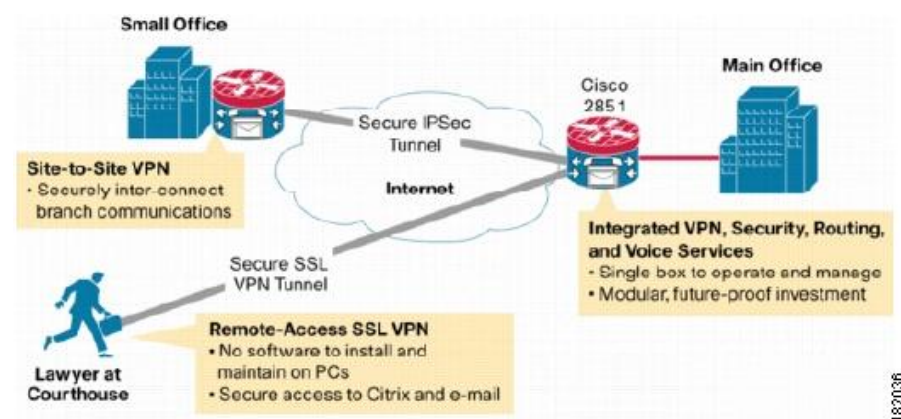 Small Office
Main Office
Cisco
2851
Secure IPSec
Tunnel
Internet
Site-to-Site VPN
• Securely inter-connect
branch communications
Integrated VPN, Security, Routing,
and Voice Services
• Single box to operate and manage
• Modular, future-proof investment
Secure SSL
VPN Tunnel
Remote-Access SSL VPN
• No software to install and
maintain on PCs
• Secure access to Citrix and e-mail
Lawyer at
Courthouse
182036